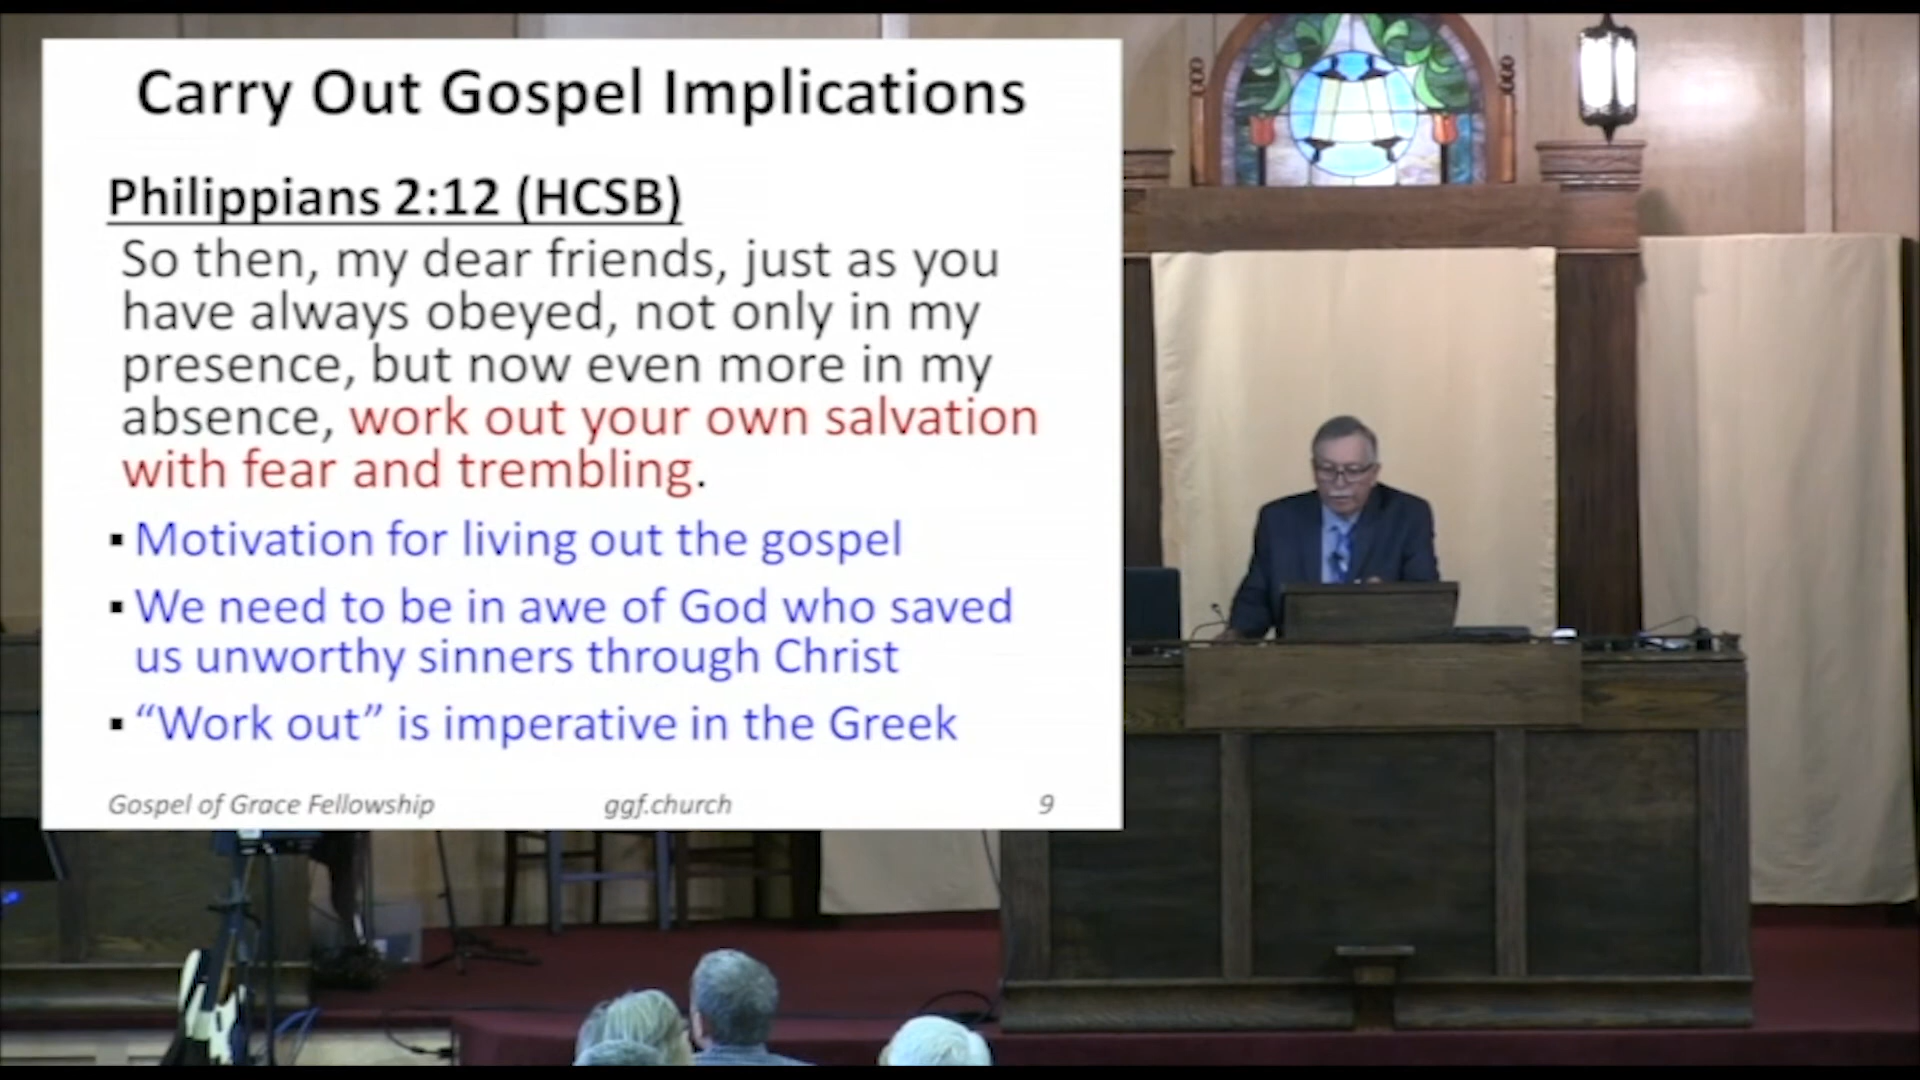 Carry Out Gospel Implications
Philippians 2:12 (HCSB)
So then, my dear friends, just as you
have always obeyed, not only in my
presence, but now even more in my
absence, work out your own salvation
with fear and trembling.
▪ Motivation for living out the gospel
▪ We need to be in awe of God who saved
us unworthy sinners through Christ
▪ “Work out” is imperative in the Greek
Gospel of Grace Fellowship ggf.church 9